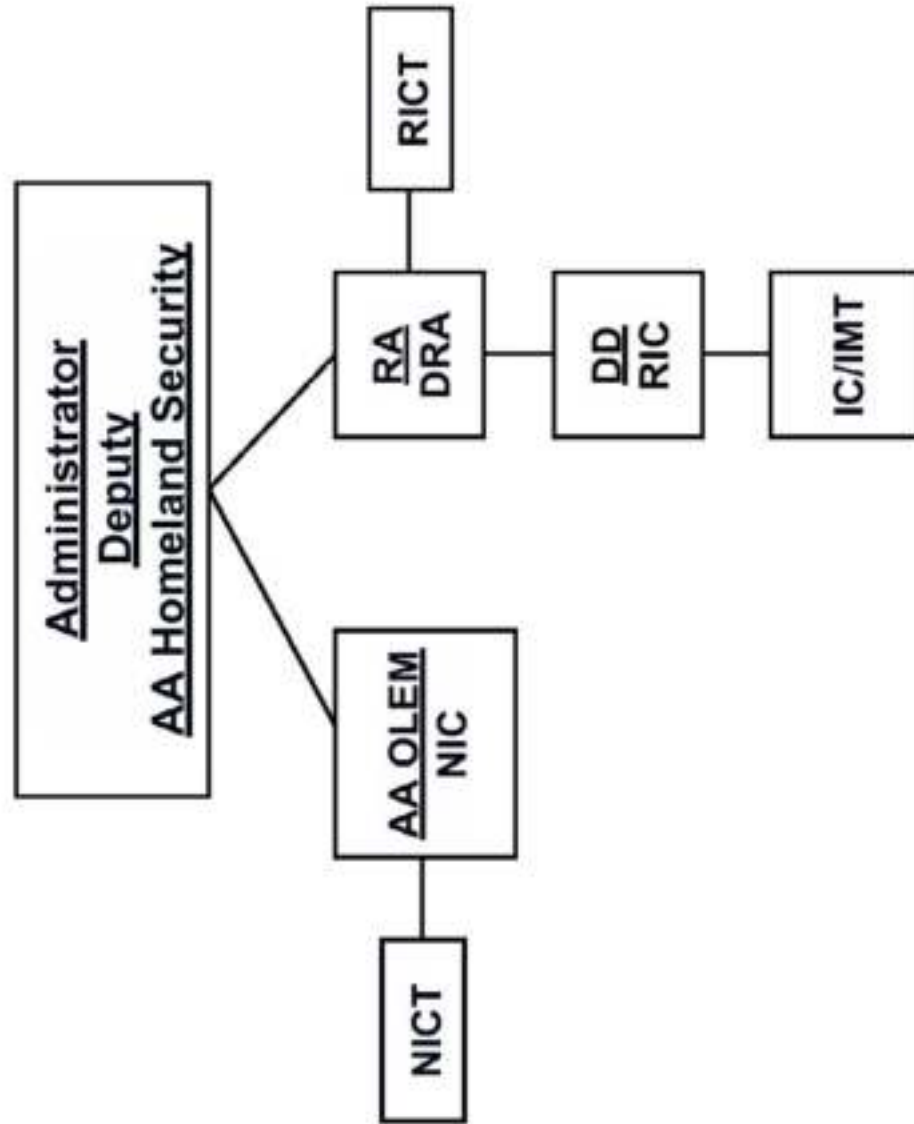 Administrator
Deputy
AA Homeland Security
NICT
AA OLEM
NIC
RA
DRA
RICT
DD
RIC
IC/IMT